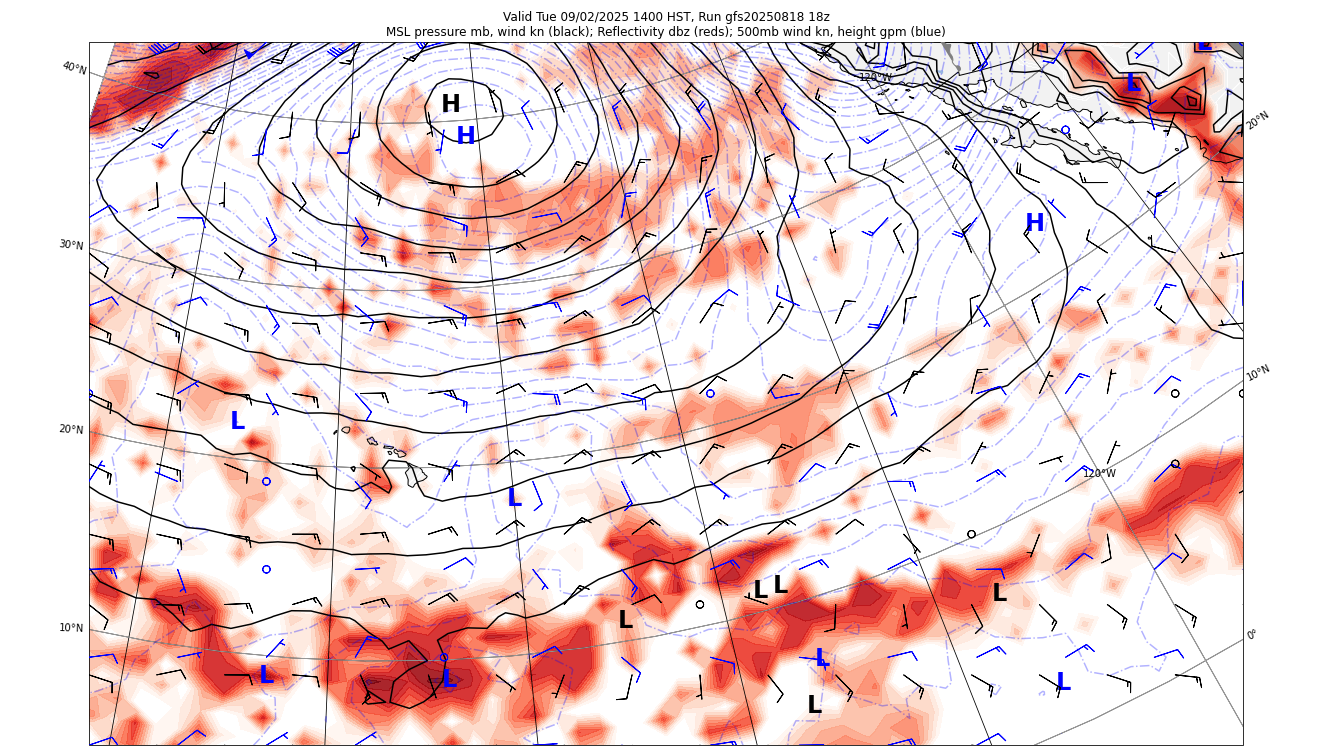 Valid Tue 09/02/2025 1400 HST, Run gfs20250818 18z
MSL pressure mb, wind kn (black); Reflectivity dbz (reds); 500mb wind kn, height gpm (blue)
L
40°N
120°W
L
H
20°N
H
H
30°N
10°N
L
20°N
120°W
L
L
L
L
L
10°N
0°
L
L
L
L
L